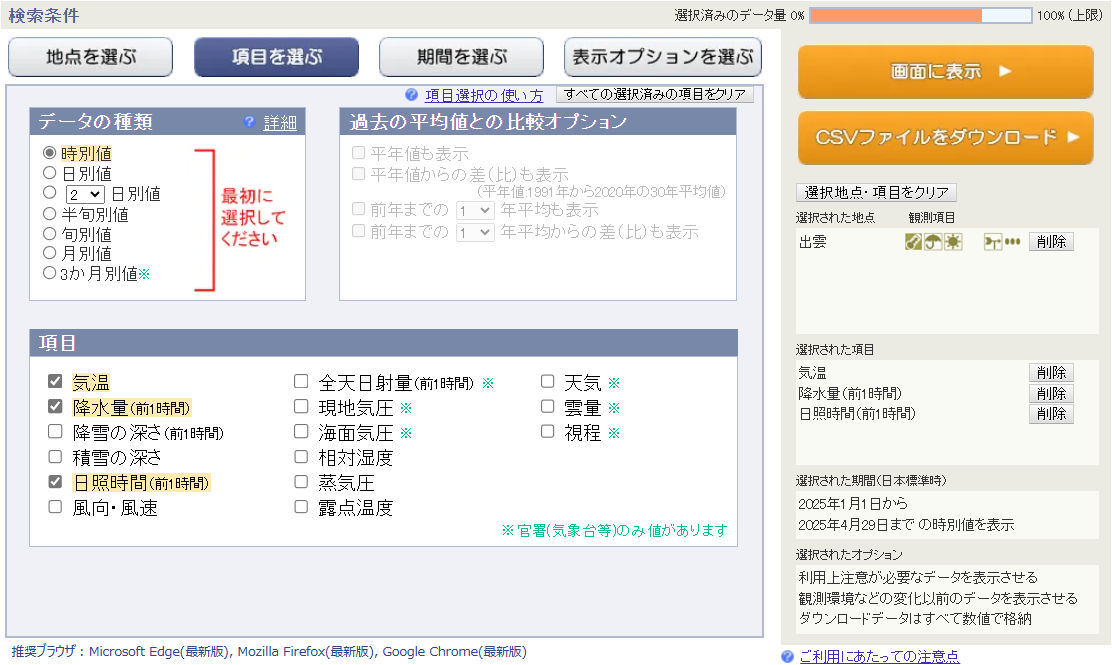 検索条件
選択済みのデータ量 0% 100% (上限)
地点を選ぶ 項目を選ぶ 期間を選ぶ 表示オプションを選ぶ
項目選択の使い方 すべての選択済みの項目をクリア
データの種類 詳細
時別値
日別値
2 日別値
半旬別値
旬別値
月別値
3か月別値※
最初に
選択して
ください
過去の平均値との比較オプション
平年値も表示
平年値からの差(比)も表示
(平年値1991年から2020年の30年平均値)
前年までの 1 年平均も表示
前年までの 1 年平均からの差(比)も表示
項目
気温
降水量(前1時間)
降雪の深さ(前1時間)
積雪の深さ
日照時間(前1時間)
風向・風速
全天日射量(前1時間) ※
現地気圧 ※
海面気圧 ※
相対湿度
蒸気圧
露点温度
天気 ※
雲量 ※
視程 ※
※官署(気象台等)のみ値があります
推奨ブラウザ : Microsoft Edge(最新版), Mozilla Firefox(最新版), Google Chrome(最新版)
画面に表示
CSVファイルをダウンロード
選択地点・項目をクリア
選択された地点 観測項目
出雲 削除
選択された項目
気温 削除
降水量(前1時間) 削除
日照時間(前1時間) 削除
選択された期間(日本標準時)
2025年1月1日から
2025年4月29日まで の時別値を表示
選択されたオプション
利用上注意が必要なデータを表示させる
観測環境などの変化以前のデータを表示させる
ダウンロードデータはすべて数値で格納
ご利用にあたっての注意点